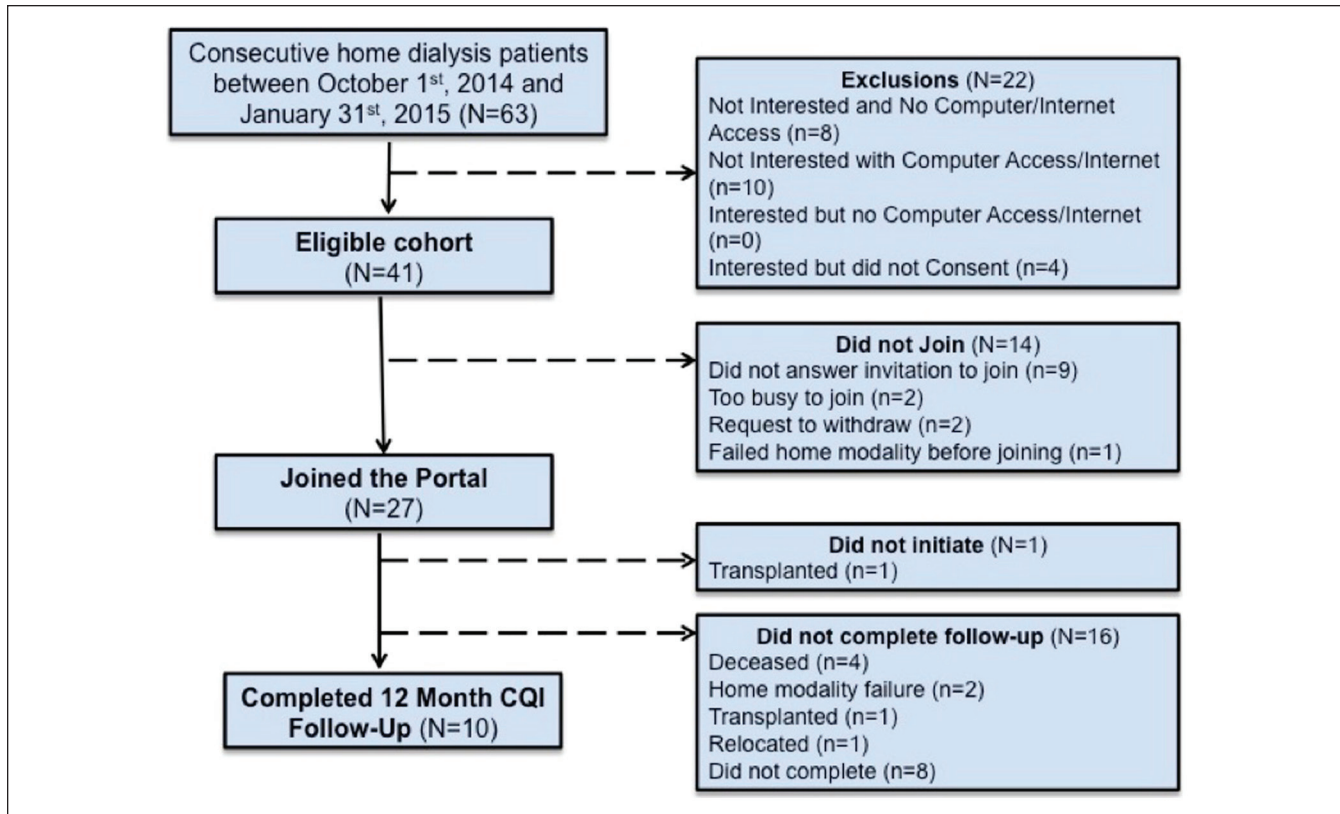 Consecutive home dialysis patients
between October 1st, 2014 and
January 31st, 2015 (N=63)
Exclusions (N=22)
Not Interested and No Computer/Internet
Access (n=8)
Not Interested with Computer Access/Internet
(n=10)
Interested but no Computer Access/Internet
(n=0)
Interested but did not Consent (n=4)
Eligible cohort
(N=41)
Did not Join (N=14)
Did not answer invitation to join (n=9)
Too busy to join (n=2)
Request to withdraw (n=2)
Failed home modality before joining (n=1)
Joined the Portal
(N=27)
Did not initiate (N=1)
Transplanted (n=1)
Did not complete follow-up (N=16)
Deceased (n=4)
Home modality failure (n=2)
Transplanted (n=1)
Relocated (n=1)
Did not complete (n=8)
Completed 12 Month CQI
Follow-Up (N=10)